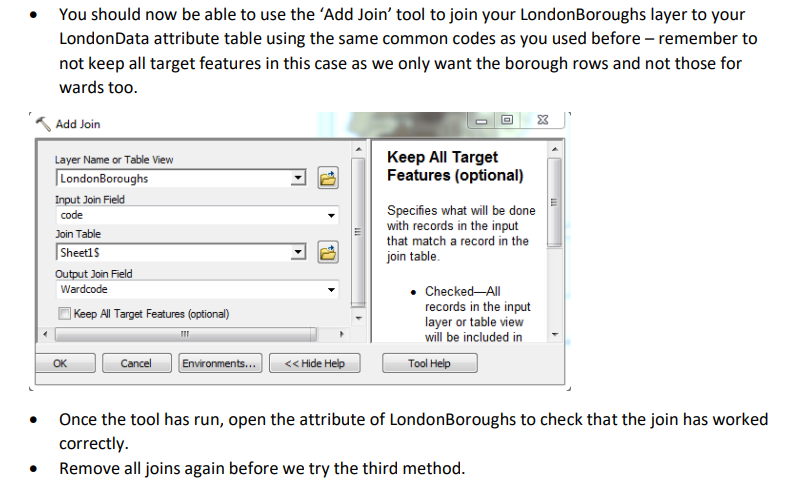 • You should now be able to use the ‘Add Join’ tool to join your LondonBoroughs layer to your
LondonData attribute table using the same common codes as you used before – remember to
not keep all target features in this case as we only want the borough rows and not those for
wards too.
Add Join
Layer Name or Table View
LondonBoroughs
Input Join Field
code
Join Table
Sheet1$
Output Join Field
Wardcode
Keep All Target Features (optional)
Keep All Target
Features (optional)
Specifies what will be done
with records in the input
that match a record in the
join table.
• Checked—All
records in the input
layer or table view
will be included in
OK Cancel Environments... << Hide Help Tool Help
• Once the tool has run, open the attribute of LondonBoroughs to check that the join has worked
correctly.
• Remove all joins again before we try the third method.